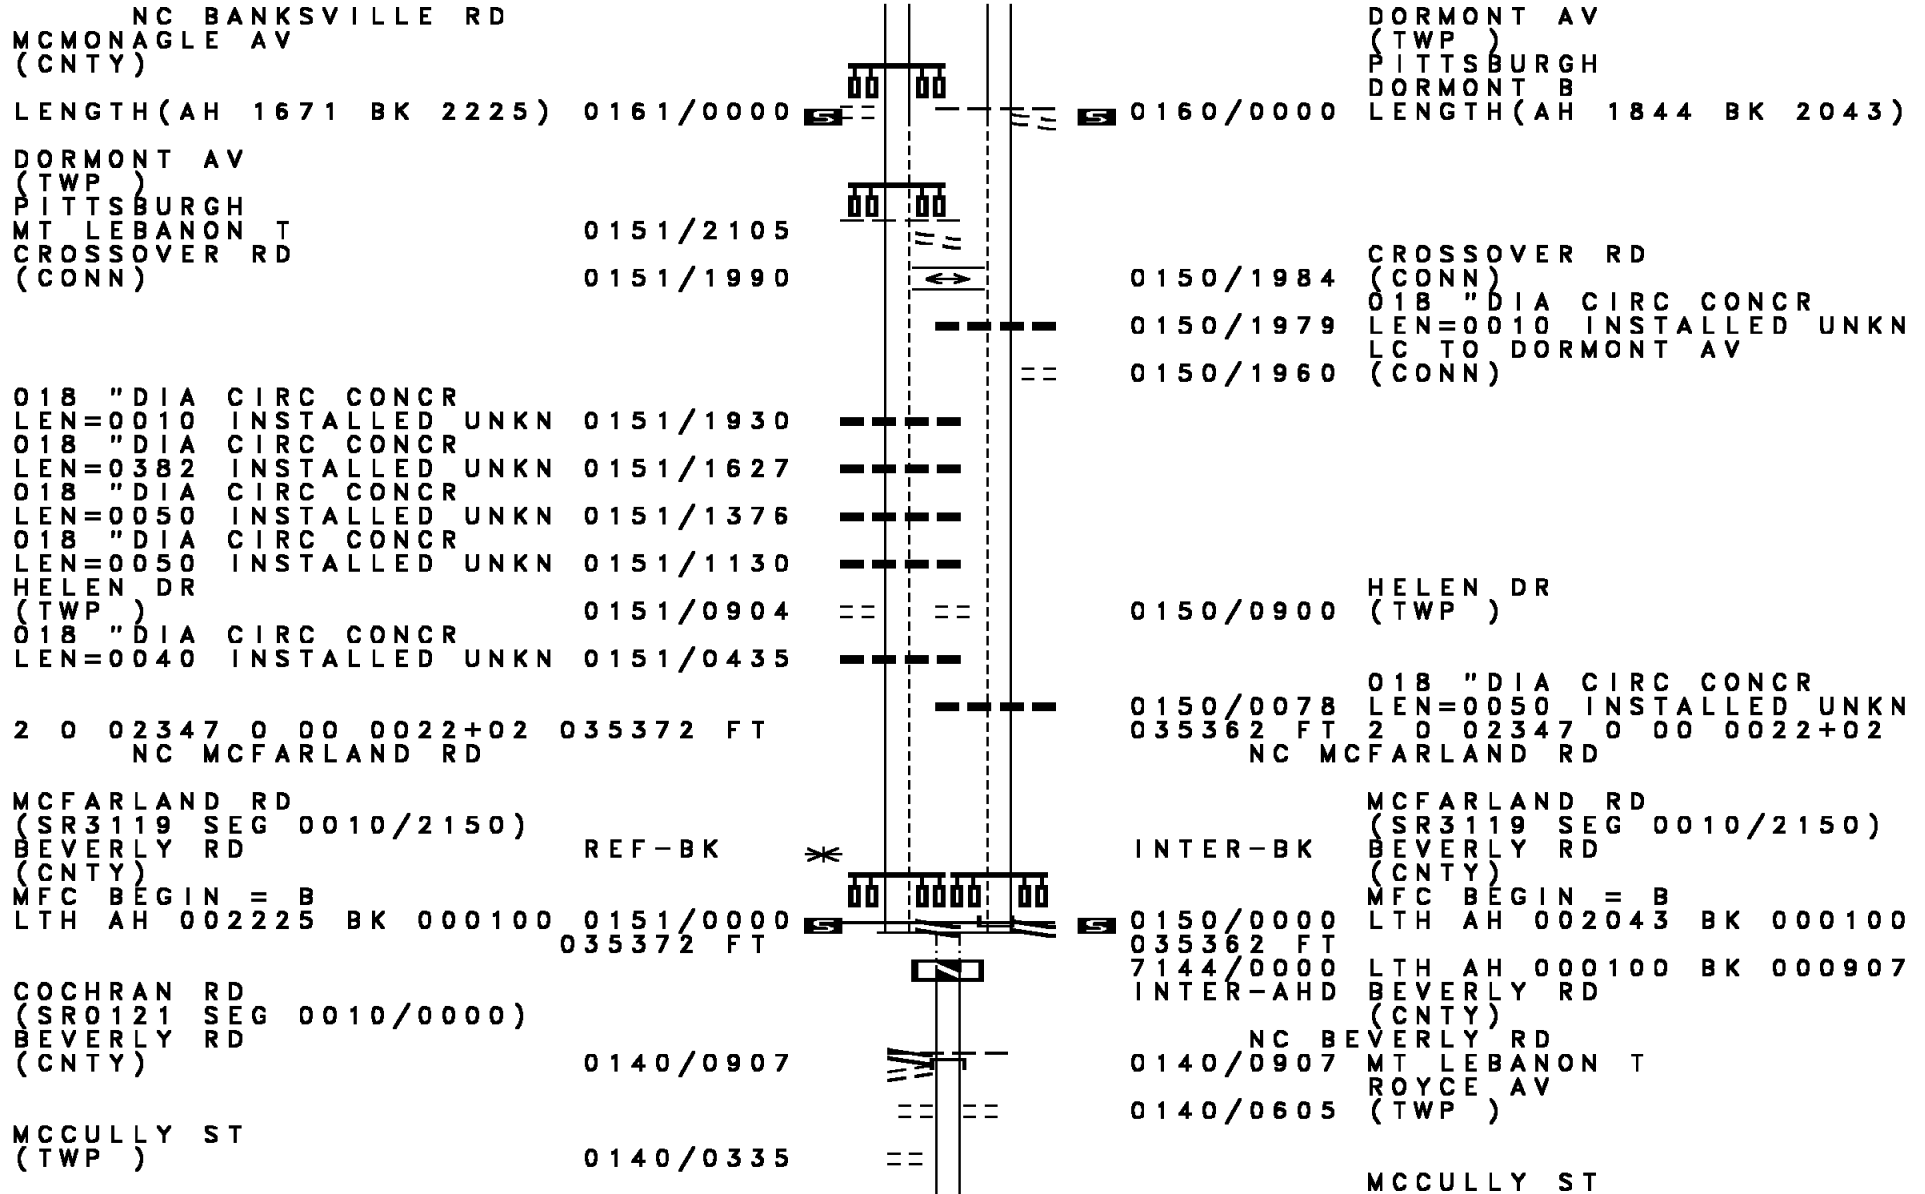 NC BANKSVILLE RD
MCMONAGLE AV
(CNTY)
LENGTH(AH 1671 BK 2225) 0161/0000 S
DORMONT AV
(TWP )
PITTSBURGH
MT LEBANON T 0151/2105
CROSSOVER RD
(CONN) 0151/1990
018 "DIA CIRC CONCR
LEN=0010 INSTALLED UNKN 0151/1930
018 "DIA CIRC CONCR
LEN=0382 INSTALLED UNKN 0151/1627
018 "DIA CIRC CONCR
LEN=0050 INSTALLED UNKN 0151/1376
018 "DIA CIRC CONCR
LEN=0050 INSTALLED UNKN 0151/1130
HELEN DR
(TWP ) 0151/0904
018 "DIA CIRC CONCR
LEN=0040 INSTALLED UNKN 0151/0435
2 0 02347 0 00 0022+02 035372 FT
NC MCFARLAND RD
MCFARLAND RD
(SR3119 SEG 0010/2150)
BEVERLY RD REF-BK
(CNTY)
MFC BEGIN = B
LTH AH 002225 BK 000100 0151/0000 S
035372 FT
COCHRAN RD
(SR0121 SEG 0010/0000)
BEVERLY RD
(CNTY) 0140/0907
MCCULLY ST
(TWP ) 0140/0335
DORMONT AV
(TWP )
PITTSBURGH
DORMONT B
S 0160/0000 LENGTH(AH 1844 BK 2043)
CROSSOVER RD
0150/1984 (CONN)
018 "DIA CIRC CONCR
0150/1979 LEN=0010 INSTALLED UNKN
LC TO DORMONT AV
0150/1960 (CONN)
HELEN DR
0150/0900 (TWP )
018 "DIA CIRC CONCR
0150/0078 LEN=0050 INSTALLED UNKN
035362 FT 2 0 02347 0 00 0022+02
NC MCFARLAND RD
MCFARLAND RD
(SR3119 SEG 0010/2150)
INTER-BK BEVERLY RD
(CNTY)
MFC BEGIN = B
S 0150/0000 LTH AH 002043 BK 000100
035362 FT
7144/0000 LTH AH 000100 BK 000907
INTER-AHD BEVERLY RD
(CNTY)
NC BEVERLY RD
0140/0907 MT LEBANON T
ROYCE AV
0140/0605 (TWP )
MCCULLY ST